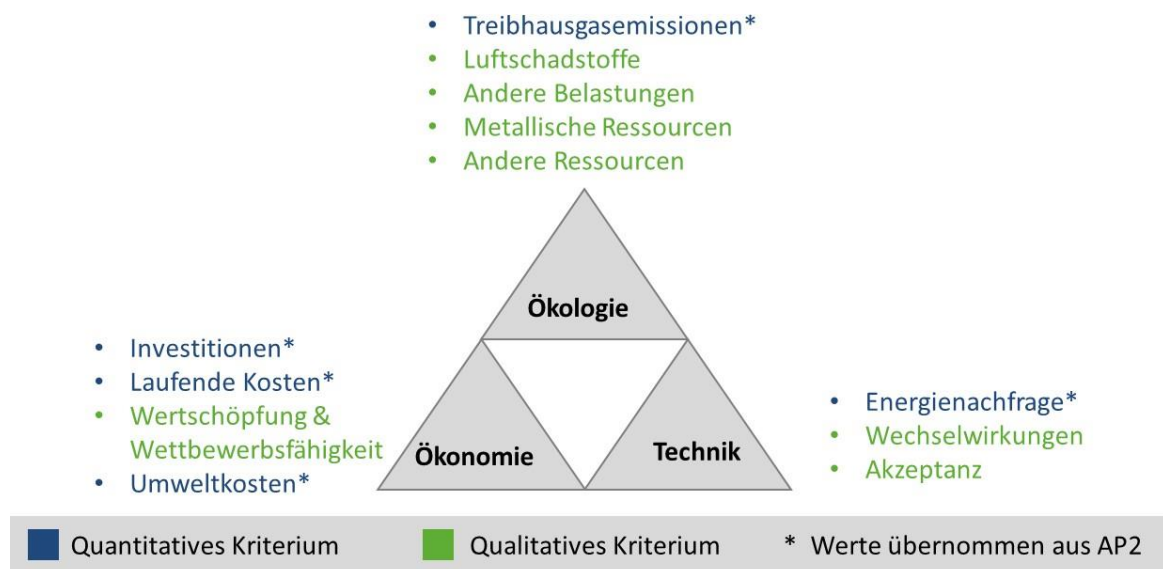 • Treibhausgasemissionen*
• Luftschadstoffe
• Andere Belastungen
• Metallische Ressourcen
• Andere Ressourcen
Ökologie
• Investitionen*
• Laufende Kosten*
• Wertschöpfung &
Wettbewerbsfähigkeit
• Umweltkosten*
Ökonomie
Technik
• Energienachfrage*
• Wechselwirkungen
• Akzeptanz
Quantitatives Kriterium
Qualitatives Kriterium
* Werte übernommen aus AP2